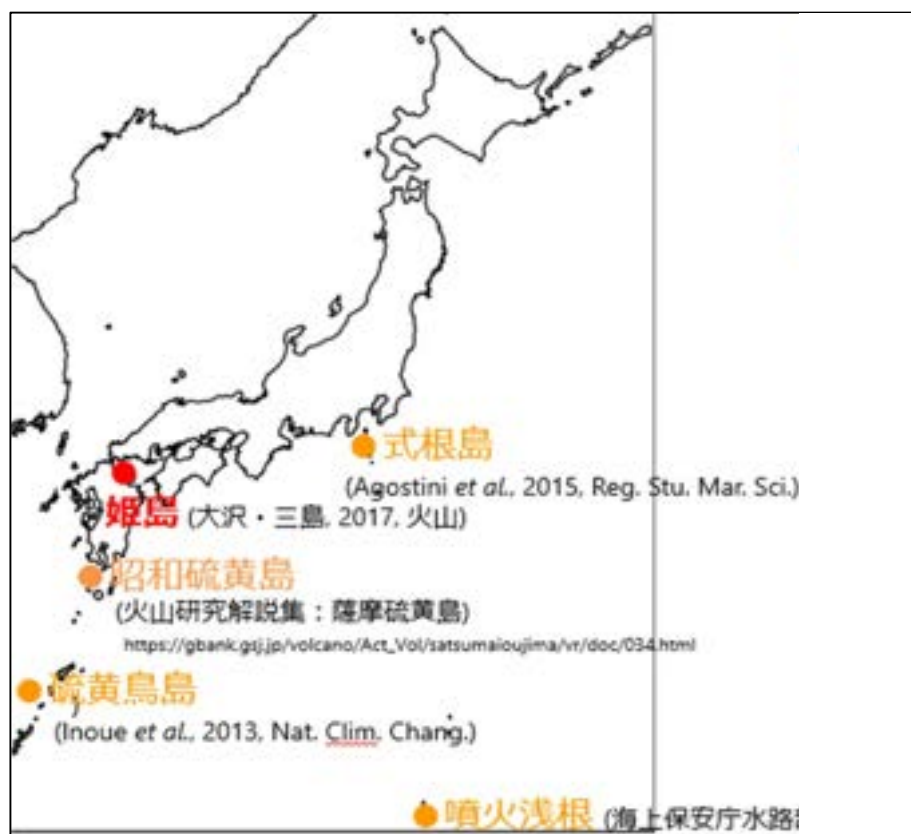 式根島
(Agostini et al., 2015, Reg. Stu. Mar. Sci.)
姫島 (大沢・三島, 2017, 火山)
昭和硫黄島
(火山研究解説集：薩摩硫黄島)
https://gbank.gsj.jp/volcano/Act_Vol/satsumaioujima/vr/doc/034.html
硫黄鳥島
(Inoue et al., 2013, Nat. Clim. Chang.)
噴火浅根 (海上保安庁水路